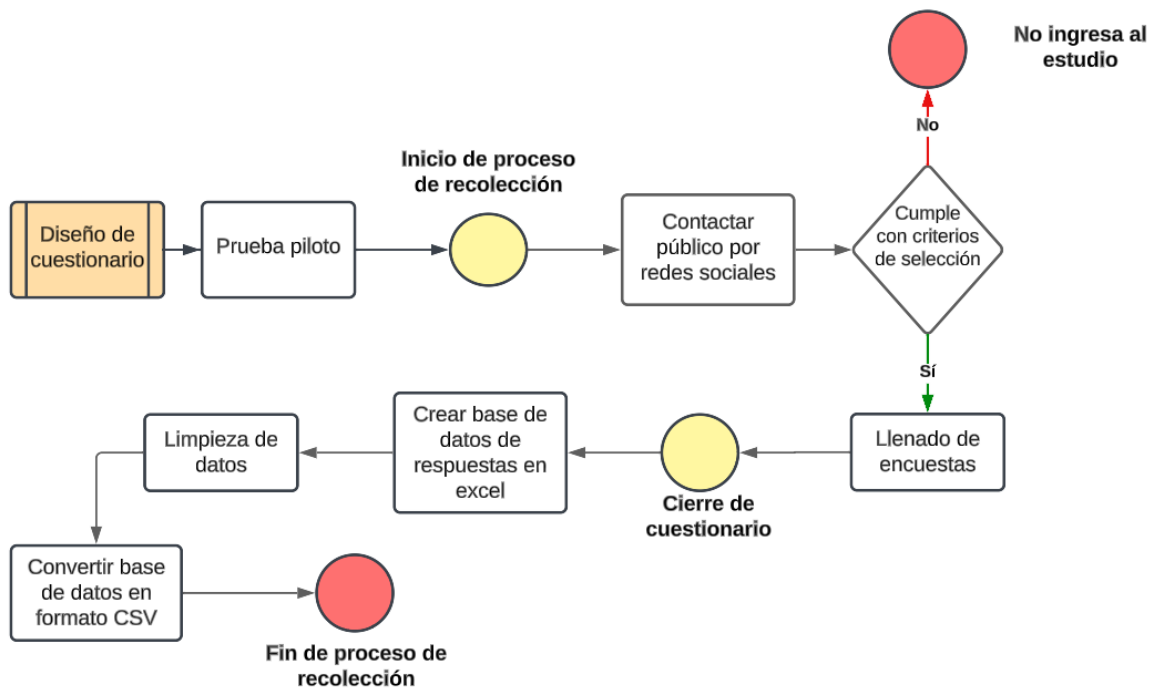 Diseño de
cuestionario
Prueba piloto
Inicio de proceso
de recolección
Contactar
público por
redes sociales
Cumple
con criterios
de selección
No
No ingresa al
estudio
Sí
Llenado de
encuestas
Cierre de
cuestionario
Crear base de
datos de
respuestas en
excel
Limpieza de
datos
Convertir base
de datos en
formato CSV
Fin de proceso de
recolección